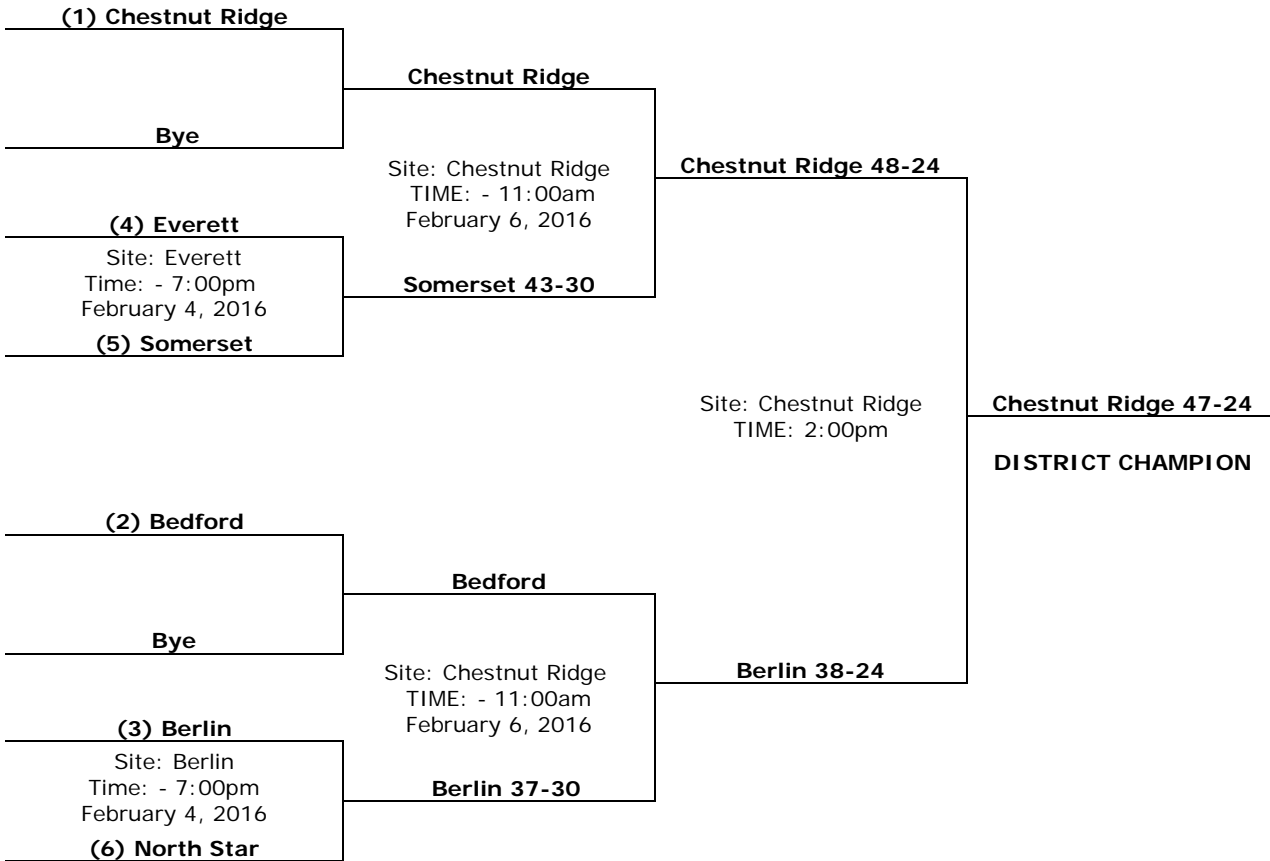 (1) Chestnut Ridge
Chestnut Ridge
Bye
Site: Chestnut Ridge
TIME: - 11:00am
February 6, 2016
Chestnut Ridge 48-24
(4) Everett
Site: Everett
Time: - 7:00pm
February 4, 2016
Somerset 43-30
(5) Somerset
Site: Chestnut Ridge
TIME: 2:00pm
Chestnut Ridge 47-24
DISTRICT CHAMPION
(2) Bedford
Bedford
Bye
Site: Chestnut Ridge
TIME: - 11:00am
February 6, 2016
Berlin 38-24
(3) Berlin
Site: Berlin
Time: - 7:00pm
February 4, 2016
Berlin 37-30
(6) North Star